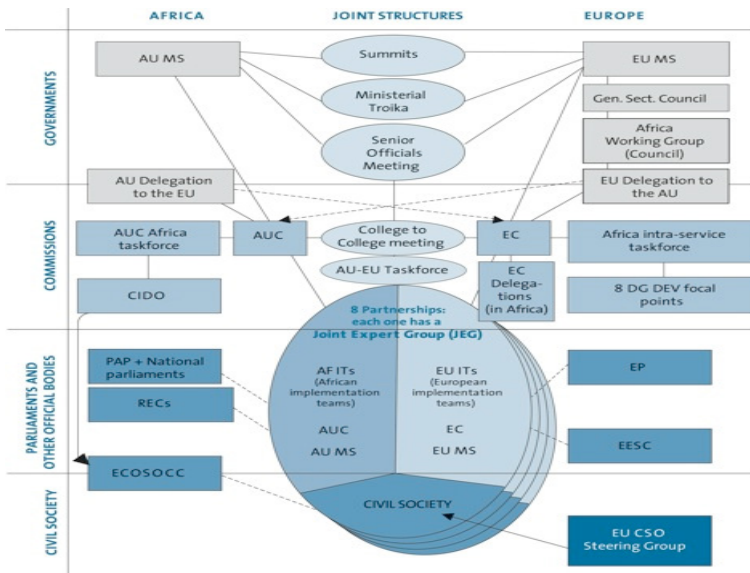 AFRICA
JOINT STRUCTURES
EUROPE
GOVERNMENTS
AU MS
Summits
EU MS
Ministerial
Troika
Gen. Sect. Council
Senior
Officials
Meeting
Africa
Working Group
(Council)
AU Delegation
to the EU
EU Delegation to
the AU
COMMISSIONS
AUC Africa
taskforce
AUC
College to
College meeting
EC
Africa intra-service
taskforce
AU-EU Taskforce
CIDO
EC
Delega-
tions
(in Africa)
8 DG DEV focal
points
8 Partnerships:
each one has a
Joint Expert Group (JEG)
PARLIAMENTS AND
OTHER OFFICIAL BODIES
PAP + National
parliaments
RECs
AF ITs
(African
implementation
teams)
AUC
AU MS
EU ITs
(European
implementation
teams)
EC
EU MS
EP
EESC
ECOSOCC
CIVIL SOCIETY
CIVIL SOCIETY
EU CSO
Steering Group